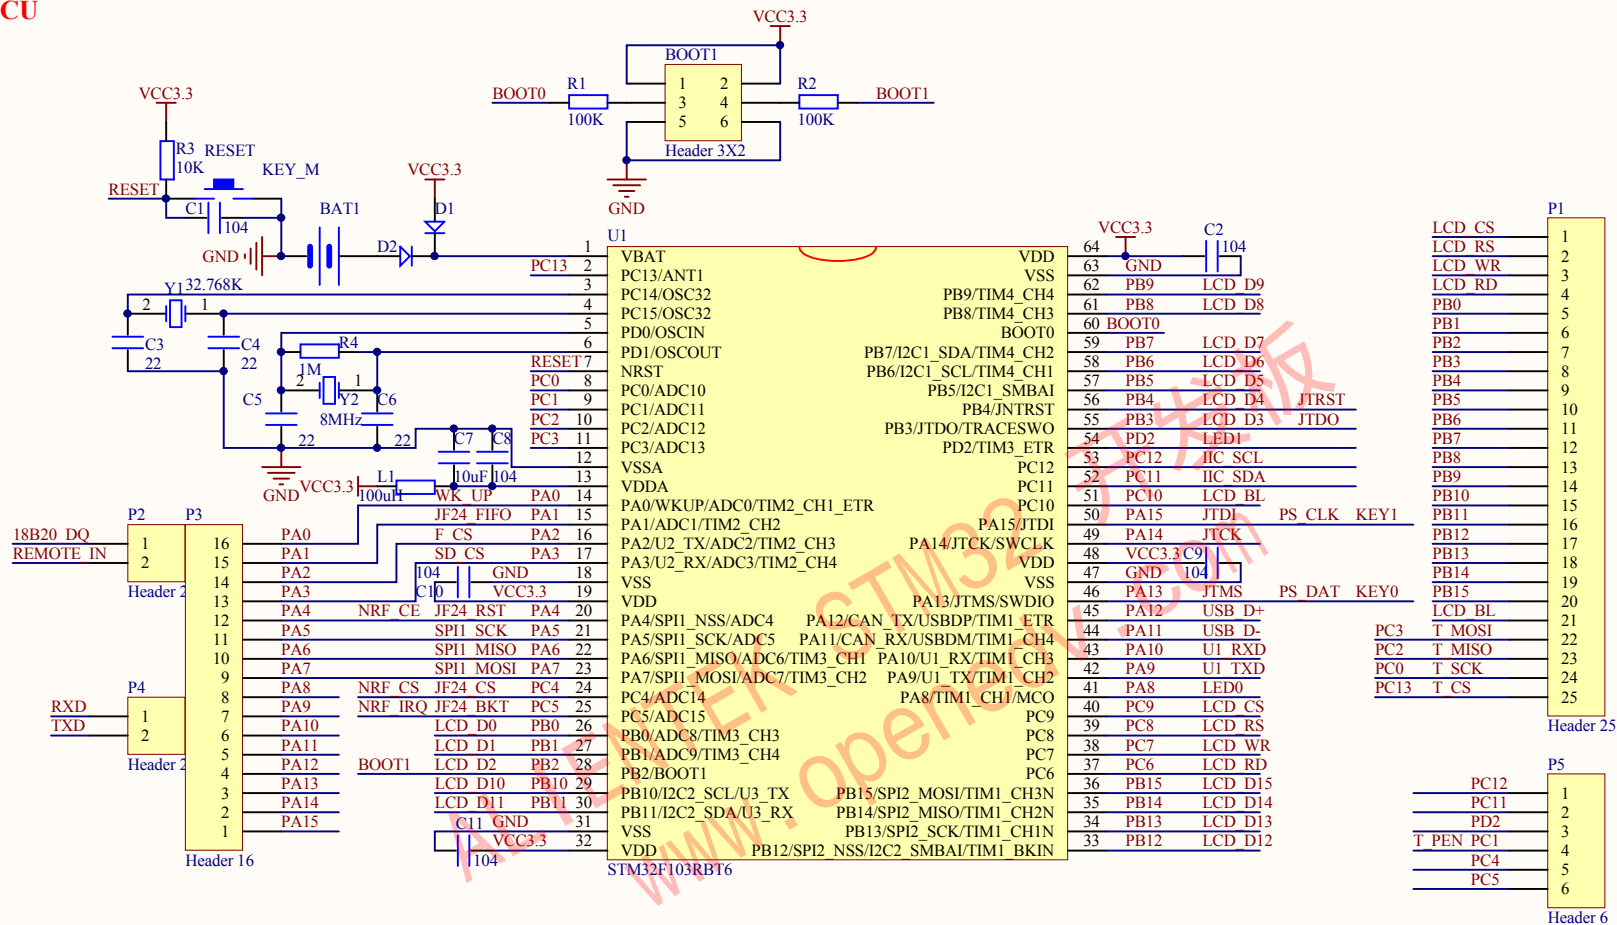 CU
VCC3.3
BOOT1
BOOT0 R1 100K 1 2 3 4 5 6 R2 100K BOOT1
Header 3X2
GND
VCC3.3
R3 10K
RESET
RESET
KEY_M
C1 104
GND
BAT1
D2
VCC3.3
D1
Y1 32.768K
2 1
C3 22
C4 22
R4
1M
2 1
Y2
8MHz
C5 22
C6 22
GND
C7 10uF
C8 104
VCC3.3
L1
100uH
U1
1 VBAT
PC13 2 PC13/ANT1
3 PC14/OSC32
4 PC15/OSC32
5 PD0/OSCIN
6 PD1/OSCOUT
RESET 7 NRST
PC0 8 PC0/ADC10
PC1 9 PC1/ADC11
PC2 10 PC2/ADC12
PC3 11 PC3/ADC13
12 VSSA
13 VDDA
WK_UP PA0 14 PA0/WKUP/ADC0/TIM2_CH1_ETR
JF24_FIFO PA1 15 PA1/ADC1/TIM2_CH2
F_CS PA2 16 PA2/U2_TX/ADC2/TIM2_CH3
SD_CS PA3 17 PA3/U2_RX/ADC3/TIM2_CH4
104 GND 18 VSS
C10 VCC3.3 19 VDD
NRF_CE JF24_RST PA4 20 PA4/SPI1_NSS/ADC4
SPI1_SCK PA5 21 PA5/SPI1_SCK/ADC5
SPI1_MISO PA6 22 PA6/SPI1_MISO/ADC6/TIM3_CH1
SPI1_MOSI PA7 23 PA7/SPI1_MOSI/ADC7/TIM3_CH2
NRF_CS JF24_CS PC4 24 PC4/ADC14
NRF_IRQ JF24_BKT PC5 25 PC5/ADC15
LCD_D0 PB0 26 PB0/ADC8/TIM3_CH3
LCD_D1 PB1 27 PB1/ADC9/TIM3_CH4
BOOT1 LCD_D2 PB2 28 PB2/BOOT1
LCD_D10 PB10 29 PB10/I2C2_SCL/U3_TX
LCD_D11 PB11 30 PB11/I2C2_SDA/U3_RX
C11 GND 31 VSS
104 VCC3.3 32 VDD
STM32F103RBT6
VCC3.3
C2 104
VDD 64
VSS 63 GND
PB9/TIM4_CH4 62 PB9 LCD_D9
PB8/TIM4_CH3 61 PB8 LCD_D8
BOOT0 60 BOOT0
PB7/I2C1_SDA/TIM4_CH2 59 PB7 LCD_D7
PB6/I2C1_SCL/TIM4_CH1 58 PB6 LCD_D6
PB5/I2C1_SMBAI 57 PB5 LCD_D5
PB4/JNTRST 56 PB4 LCD_D4 JTRST
PB3/JTDO/TRACESWO 55 PB3 LCD_D3 JTDO
PD2/TIM3_ETR 54 PD2 LED1
PC12 53 PC12 IIC_SCL
PC11 52 PC11 IIC_SDA
PC10 51 PC10 LCD_BL
PA15/JTDI 50 PA15 JTDI PS_CLK KEY1
PA14/JTCK/SWCLK 49 PA14 JTCK
VDD 48 VCC3.3 C9
VSS 47 GND 104
PA13/JTMS/SWDIO 46 PA13 JTMS PS_DAT KEY0
PA12/CAN_TX/USBDP/TIM1_ETR 45 PA12 USB_D+
PA11/CAN_RX/USBDM/TIM1_CH4 44 PA11 USB_D-
PA10/U1_RX/TIM1_CH3 43 PA10 U1_RXD
PA9/U1_TX/TIM1_CH2 42 PA9 U1_TXD
PA8/TIM1_CH1/MCO 41 PA8 LED0
PC9 40 PC9 LCD_CS
PC8 39 PC8 LCD_RS
PC7 38 PC7 LCD_WR
PC6 37 PC6 LCD_RD
PB15/SPI2_MOSI/TIM1_CH3N 36 PB15 LCD_D15
PB14/SPI2_MISO/TIM1_CH2N 35 PB14 LCD_D14
PB13/SPI2_SCK/TIM1_CH1N 34 PB13 LCD_D13
PB12/SPI2_NSS/I2C2_SMBAI/TIM1_BKIN 33 PB12 LCD_D12
P2
18B20_DQ 1
REMOTE_IN 2
Header 2
P4
RXD 1
TXD 2
Header 2
P3
16 PA0
15 PA1
14 PA2
13 PA3
12 PA4
11 PA5
10 PA6
9 PA7
8 PA8
7 PA9
6 PA10
5 PA11
4 PA12
3 PA13
2 PA14
1 PA15
Header 16
P1
LCD_CS 1
LCD_RS 2
LCD_WR 3
LCD_RD 4
PB0 5
PB1 6
PB2 7
PB3 8
PB4 9
PB5 10
PB6 11
PB7 12
PB8 13
PB9 14
PB10 15
PB11 16
PB12 17
PB13 18
PB14 19
PB15 20
LCD_BL 21
PC3 T_MOSI 22
PC2 T_MISO 23
PC0 T_SCK 24
PC13 T_CS 25
Header 25
P5
PC12 1
PC11 2
PD2 3
T_PEN PC1 4
PC4 5
PC5 6
Header 6
ALIENTEK STM32 开发板
www.openedv.com